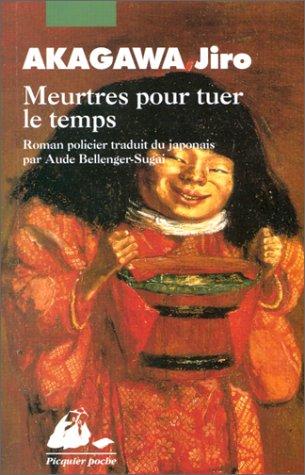 AKAGAWA Jiro
Meurtres pour tuer
le temps
Roman policier traduit du japonais
par Aude Bellenger-Sugai
Picquier poche